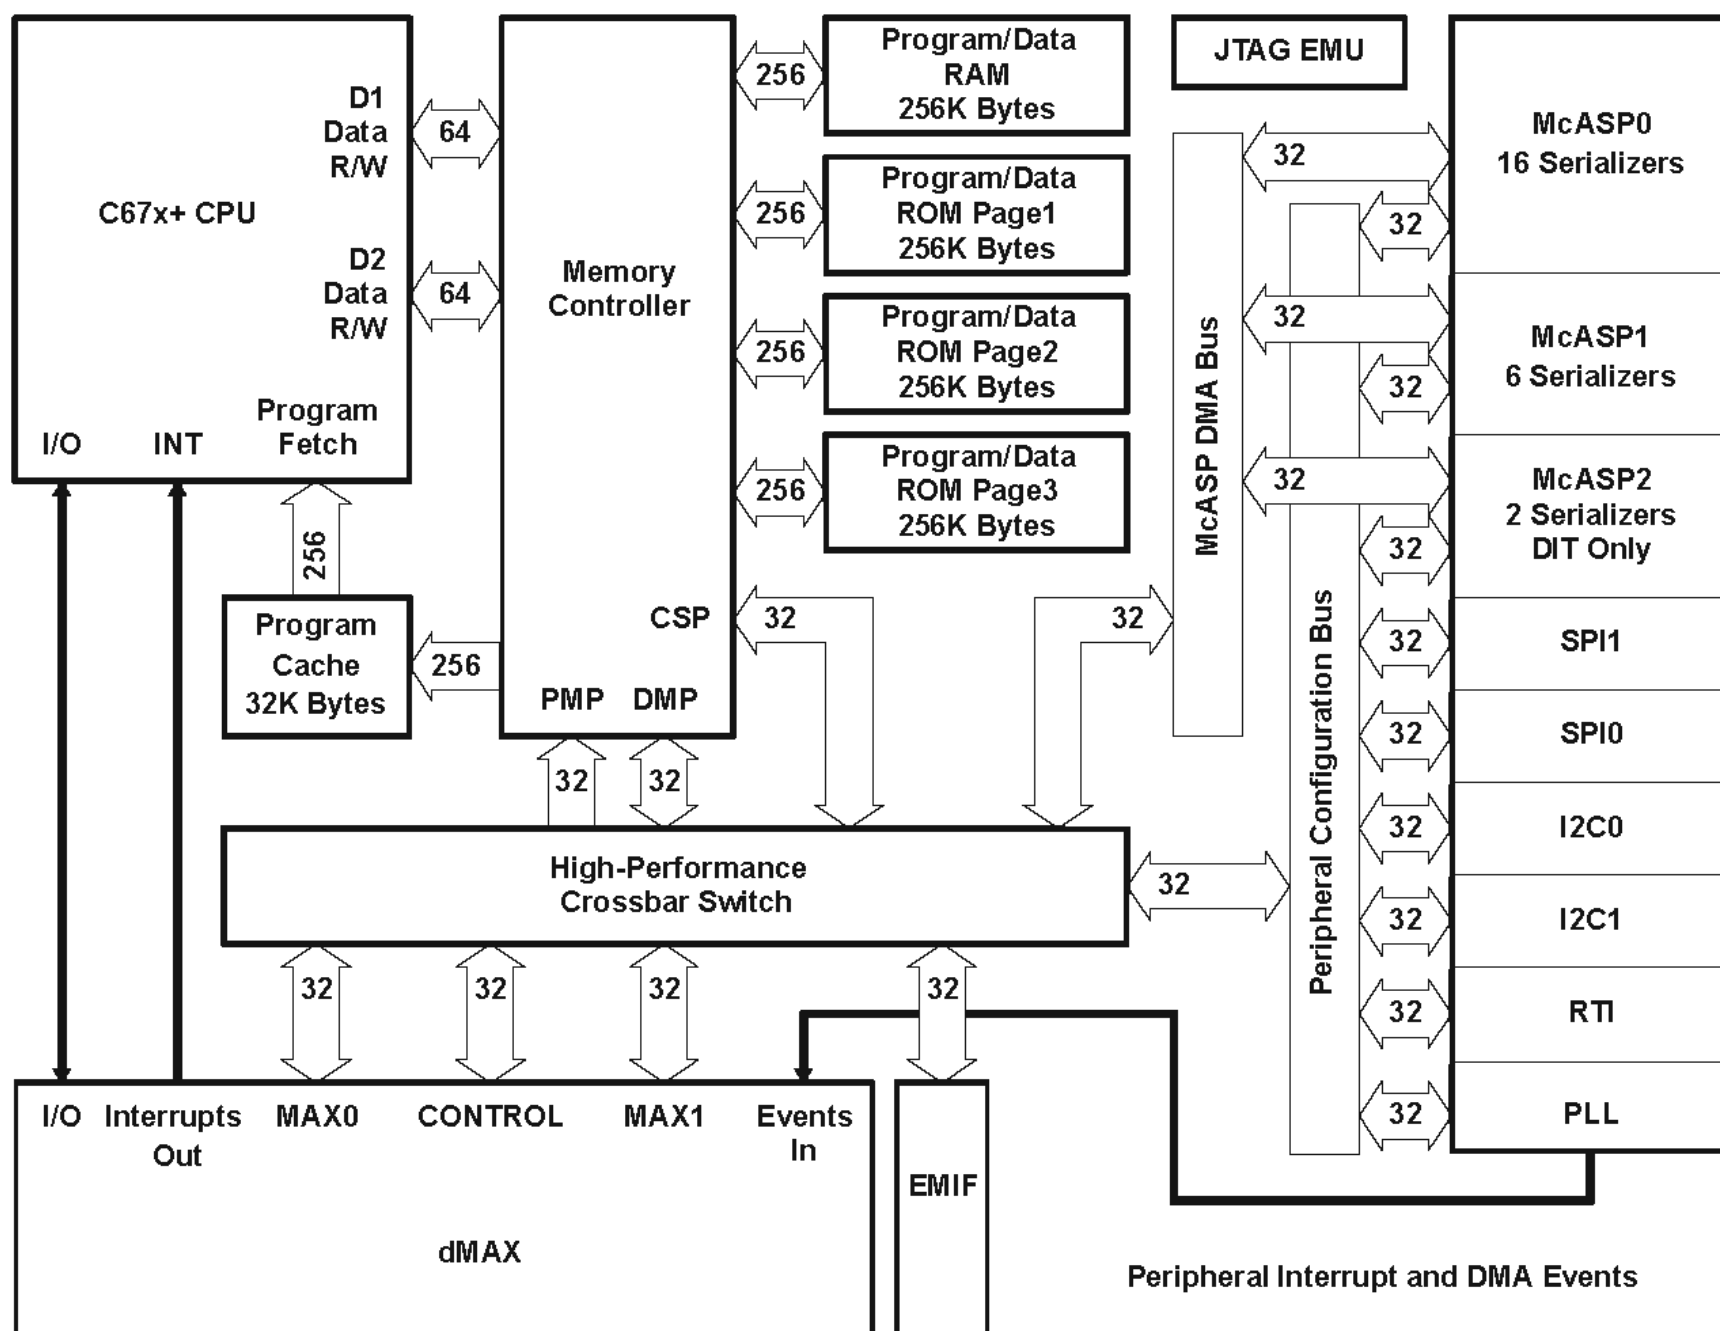 C67x+ CPU
D1
Data
R/W
D2
Data
R/W
I/O
INT
Program
Fetch
64
64
256
Program
Cache
32K Bytes
256
Memory
Controller
CSP
PMP
DMP
256
256
256
256
Program/Data
RAM
256K Bytes
Program/Data
ROM Page1
256K Bytes
Program/Data
ROM Page2
256K Bytes
Program/Data
ROM Page3
256K Bytes
32
32
32
32
JTAG EMU
McASP DMA Bus
Peripheral Configuration Bus
32
32
32
32
32
32
32
32
32
32
32
32
32
McASP0
16 Serializers
McASP1
6 Serializers
McASP2
2 Serializers
DIT Only
SPI1
SPI0
I2C0
I2C1
RTI
PLL
High-Performance
Crossbar Switch
32
32
32
32
32
I/O
Interrupts
Out
MAX0
CONTROL
MAX1
Events
In
dMAX
EMIF
Peripheral Interrupt and DMA Events